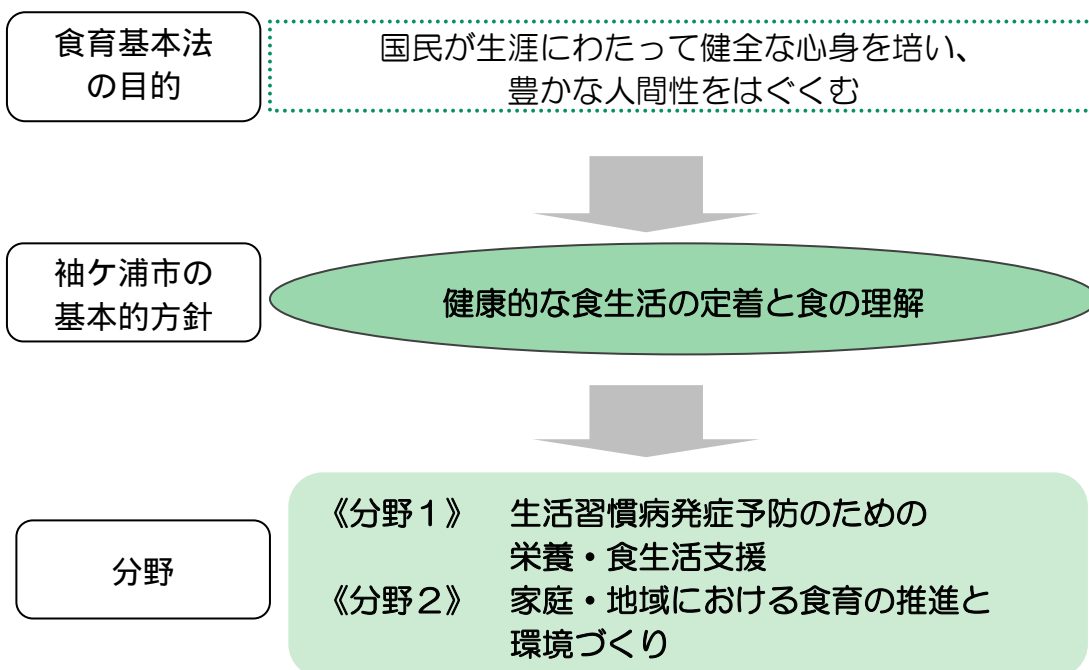 食育基本法
の目的
国民が生涯にわたって健全な心身を培い、
豊かな人間性をはぐくむ
袖ケ浦市の
基本的方針
健康的な食生活の定着と食の理解
分野
《分野１》　生活習慣病発症予防のための
栄養・食生活支援
《分野２》　家庭・地域における食育の推進と
環境づくり